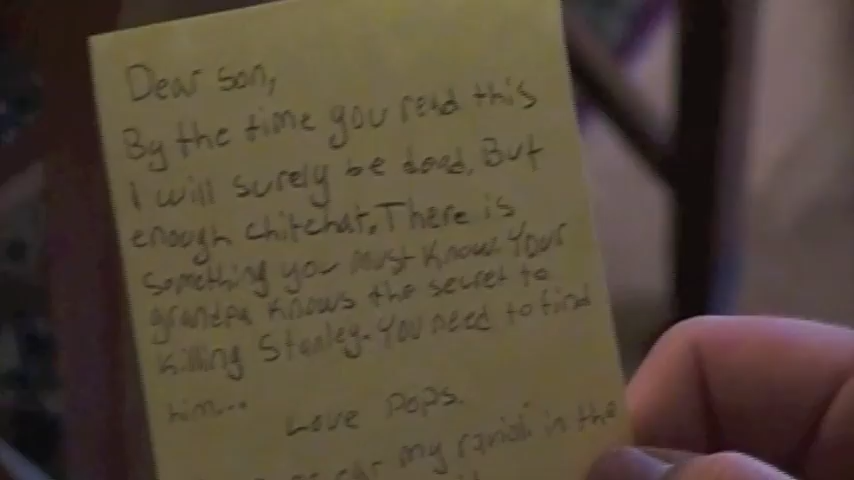 Dear son,
By the time you read this
I will surely be dead. But
enough chitchat. There is
something you must know. Your
grandpa knows the secret to
killing Stanley. You need to find
him...
Love Pops.
my ravioli in the